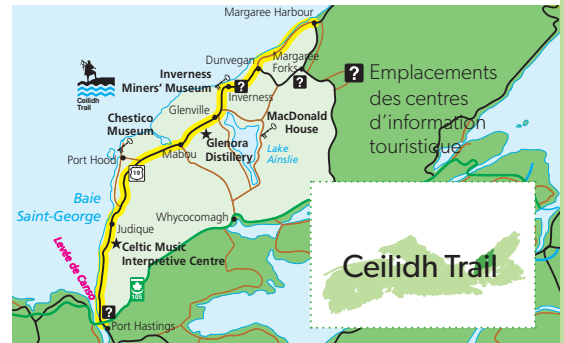 Margaree Harbour
Dunvegan
Margaree
Forks
Inverness
Miners' Museum
?
?
Inverness
Ceilidh
Trail
Glenville
Chestico
Museum
MacDonald
House
Glenora
Distillery
Lake
Ainslie
Mabou
Port Hood
19
Baie
Saint-George
Whycocomagh
Judique
Celtic Music
Interpretive Centre
Levée de Canso
105
?
Port Hastings
? Emplacements
des centres
d'information
touristique
Ceilidh Trail